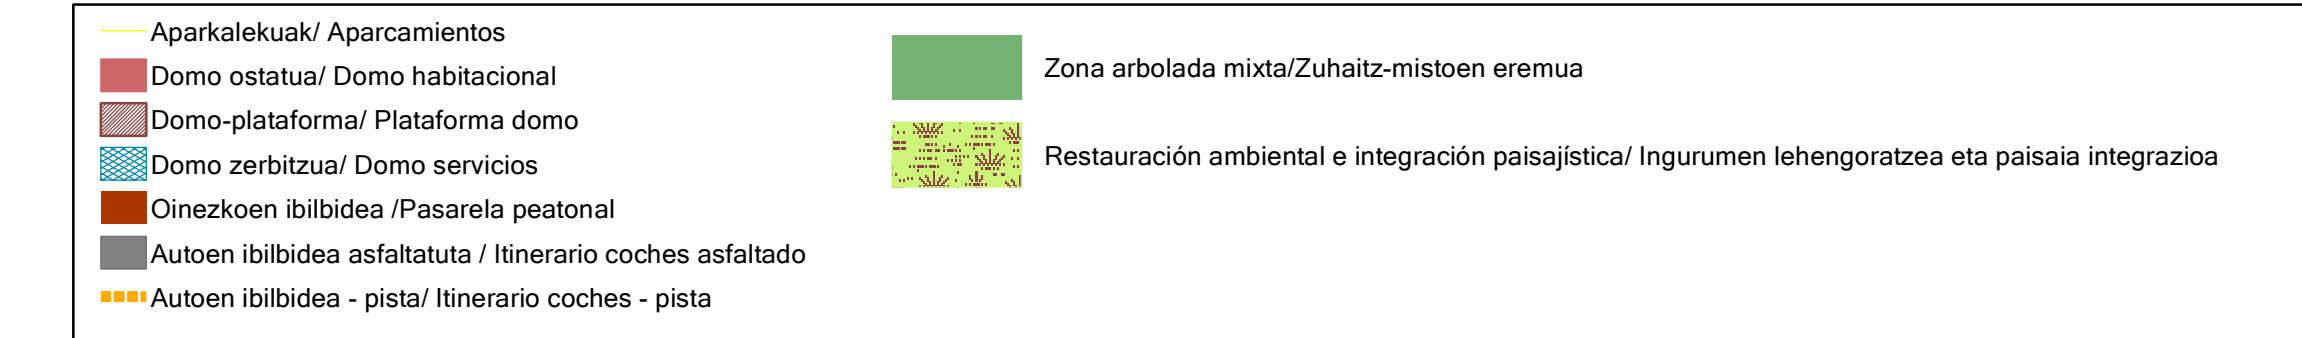 Aparkalekuak/ Aparcamientos
Domo ostatua/ Domo habitacional
Domo-plataforma/ Plataforma domo
Domo zerbitzua/ Domo servicios
Oinezkoen ibilbidea /Pasarela peatonal
Autoen ibilbidea asfaltatuta / Itinerario coches asfaltado
Autoen ibilbidea - pista/ Itinerario coches - pista
Zona arbolada mixta/Zuhaitz-mistoen eremua
Restauración ambiental e integración paisajística/ Ingurumen lehengoratzea eta paisaia integrazioa